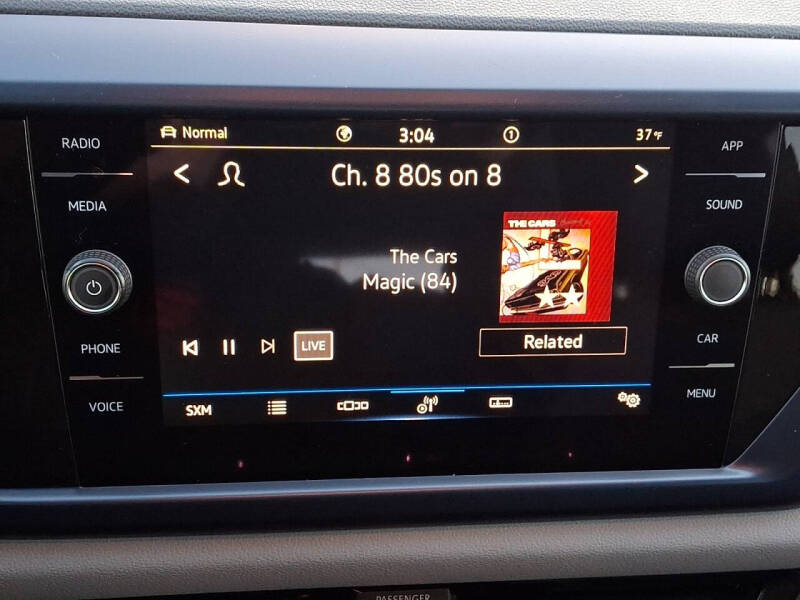 RADIO
MEDIA
PHONE
VOICE
Normal 3:04 1 37°F
Ch. 8 80s on 8
The Cars
Magic (84)
THE CARS
LIVE
Related
SXM
APP
SOUND
CAR
MENU
PASSENGER